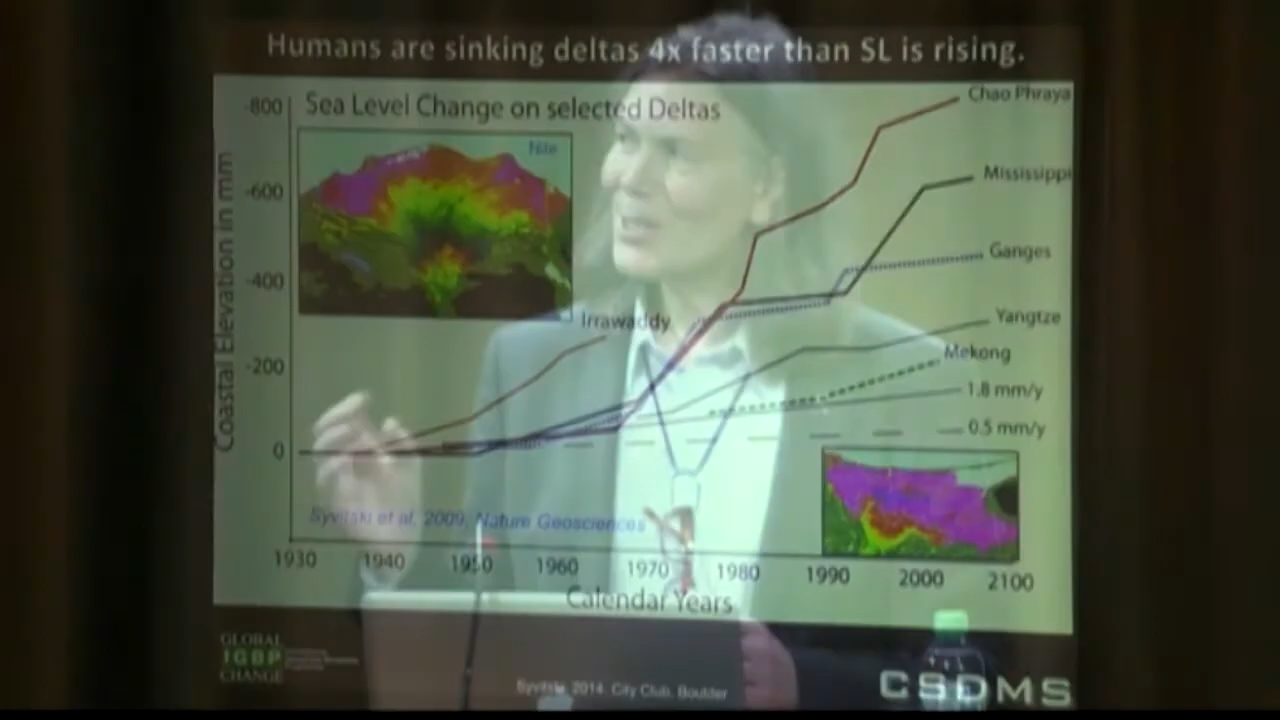 Humans are sinking deltas 4x faster than SL is rising.
Sea Level Change on selected Deltas
Coastal Elevation in mm
-800
-600
-400
-200
0
Nile
Chao Phraya
Mississippi
Ganges
Yangtze
Irrawaddy
Mekong
1.8 mm/y
0.5 mm/y
Syvitski et al, 2009, Nature Geosciences
1930 1940 1950 1960 1970 1980 1990 2000 2100
Calendar Years
GLOBAL
IGBP
CHANGE
Syvitski, 2014. City Club. Boulder
CSDMS